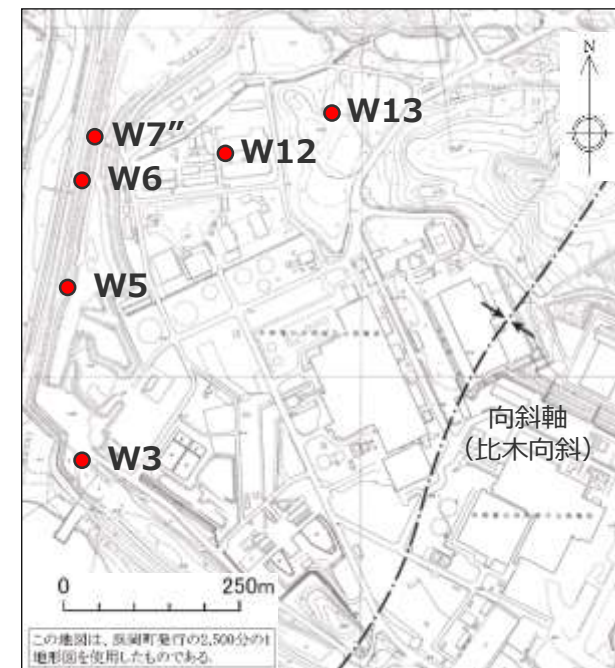 N
W13
W7”
W12
W6
W5
向斜軸
（比木向斜）
W3
0 250m
この地図は、浜岡町発行の2,500分の1
地形図を使用したものである。